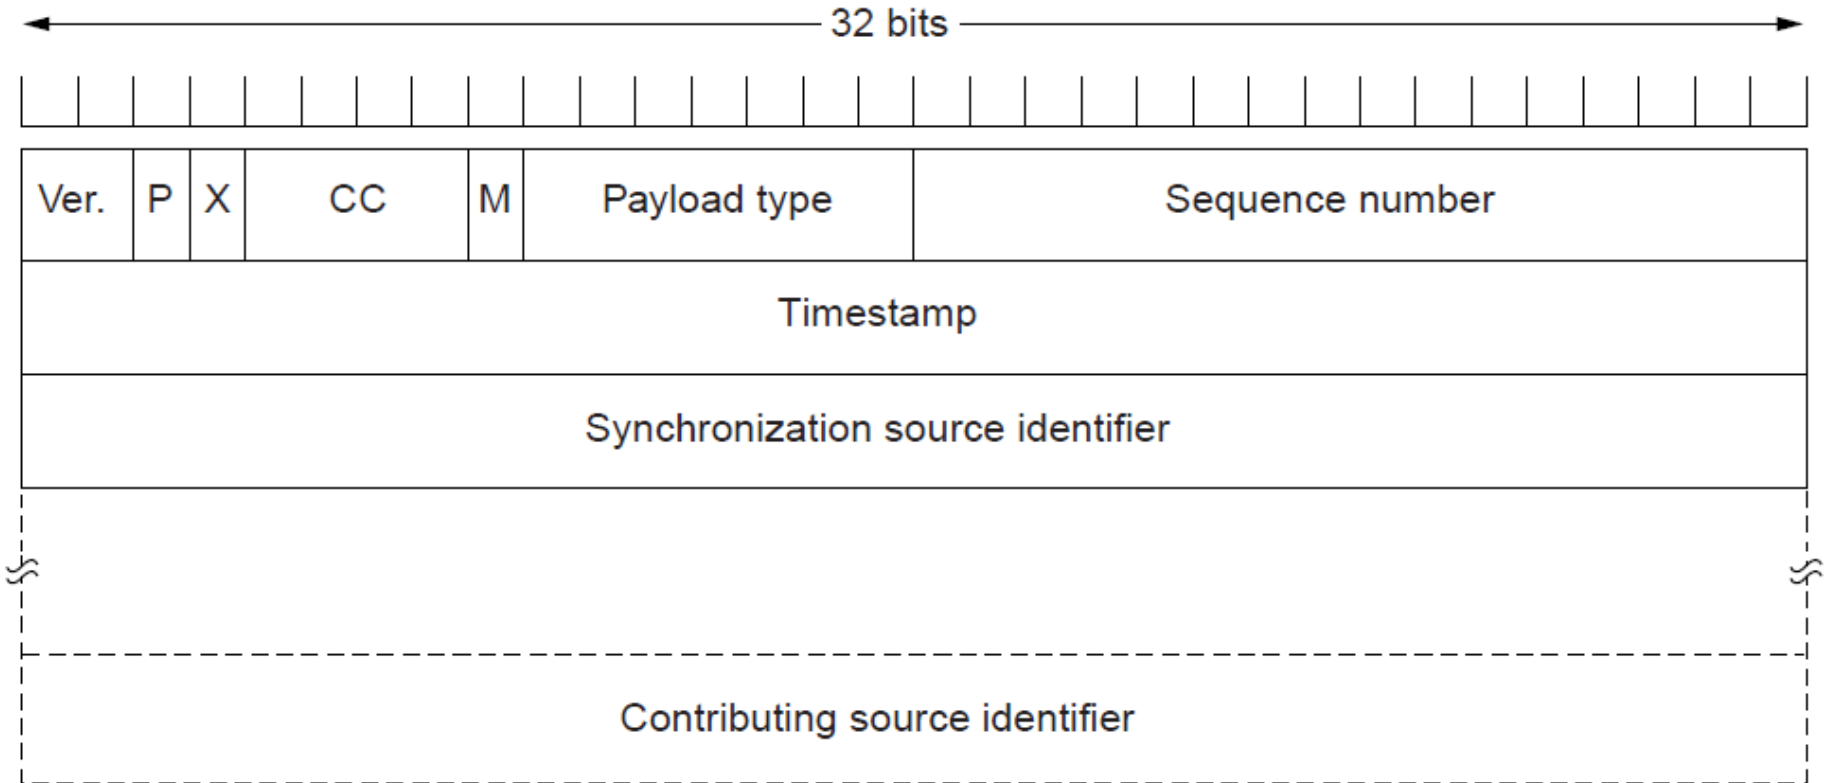 32 bits
Ver. P X CC M Payload type Sequence number
Timestamp
Synchronization source identifier
Contributing source identifier